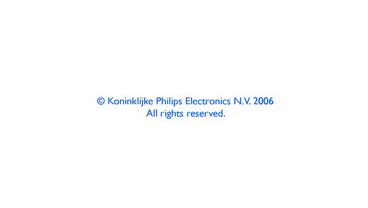 © Koninklijke Philips Electronics N.V. 2006
All rights reserved.